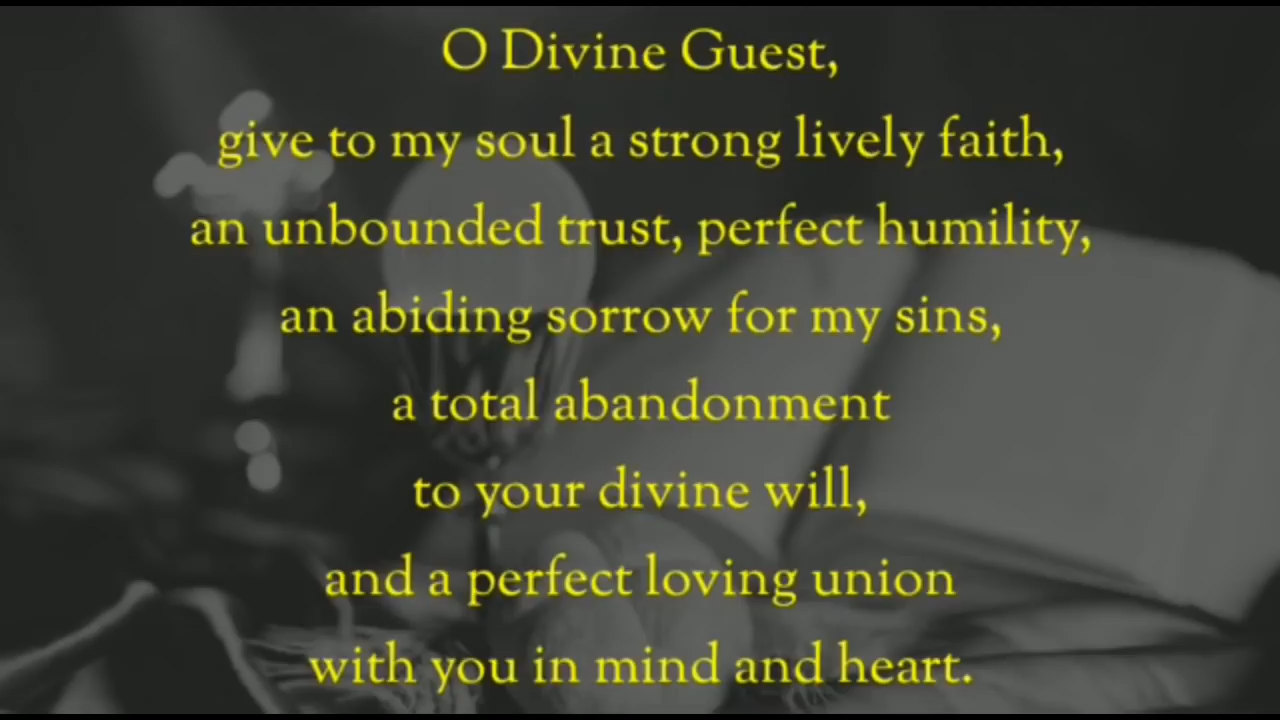 O Divine Guest,
give to my soul a strong lively faith,
an unbounded trust, perfect humility,
an abiding sorrow for my sins,
a total abandonment
to your divine will,
and a perfect loving union
with you in mind and heart.